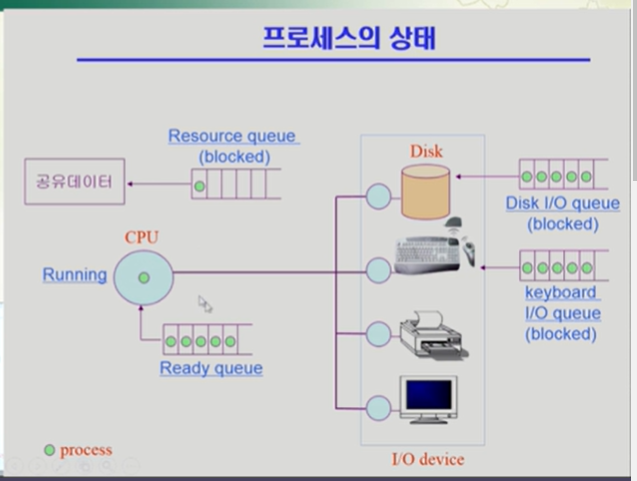 프로세스의 상태
Resource queue
(blocked)
공유데이터
Disk
Disk I/O queue
(blocked)
CPU
Running
keyboard
I/O queue
(blocked)
Ready queue
process
I/O device